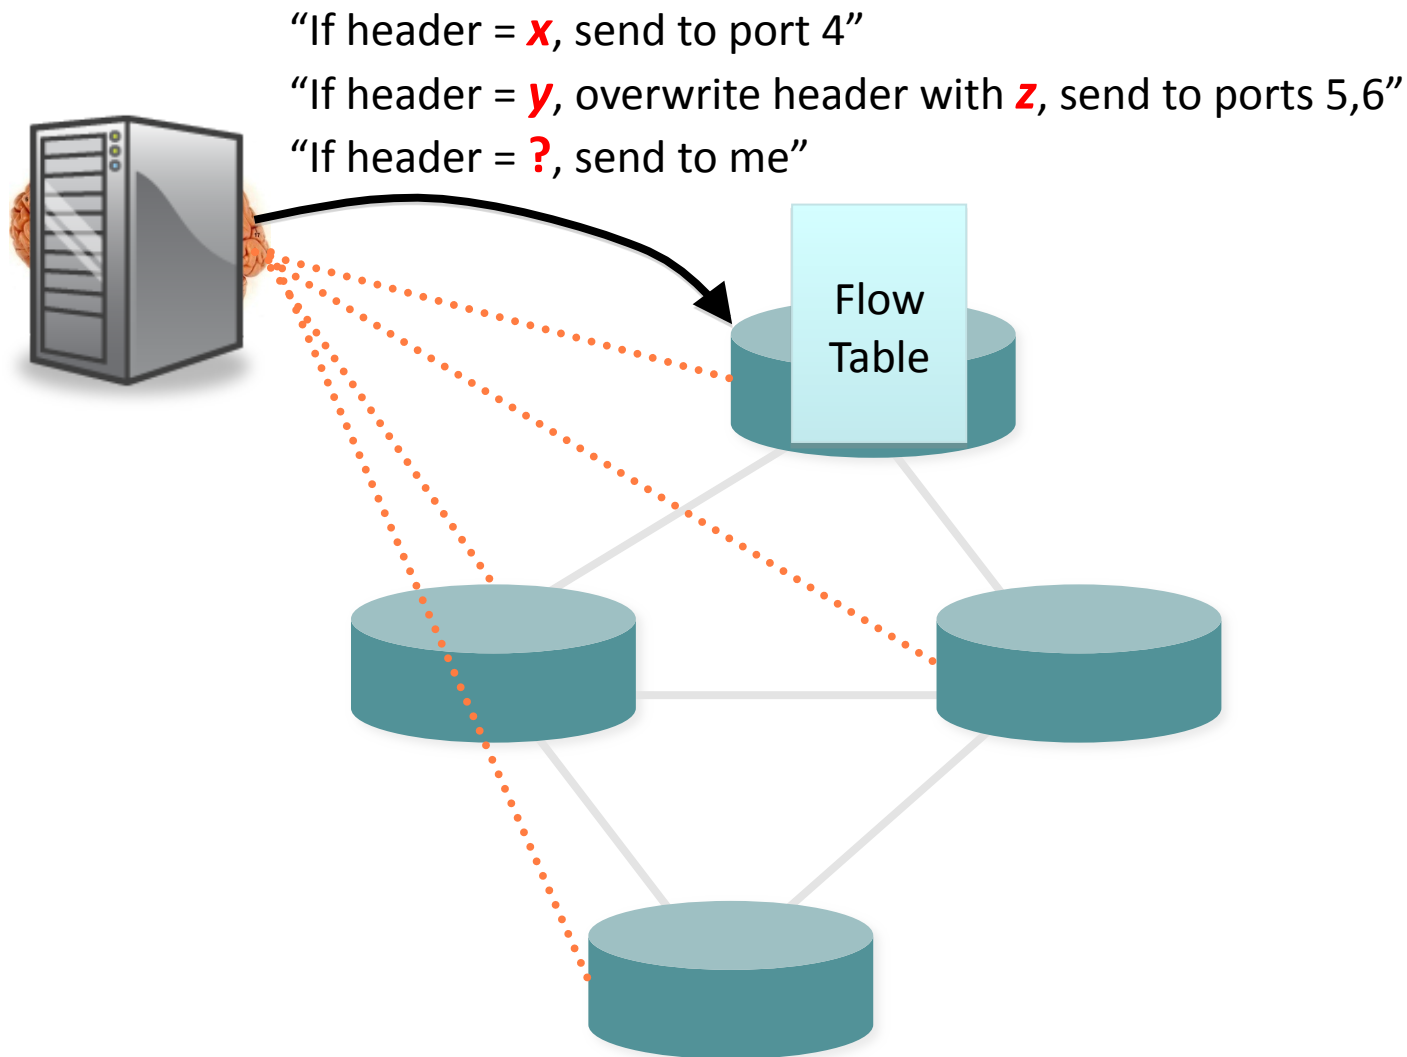 “If header = x, send to port 4”
“If header = y, overwrite header with z, send to ports 5,6”
“If header = ?, send to me”
Flow
Table